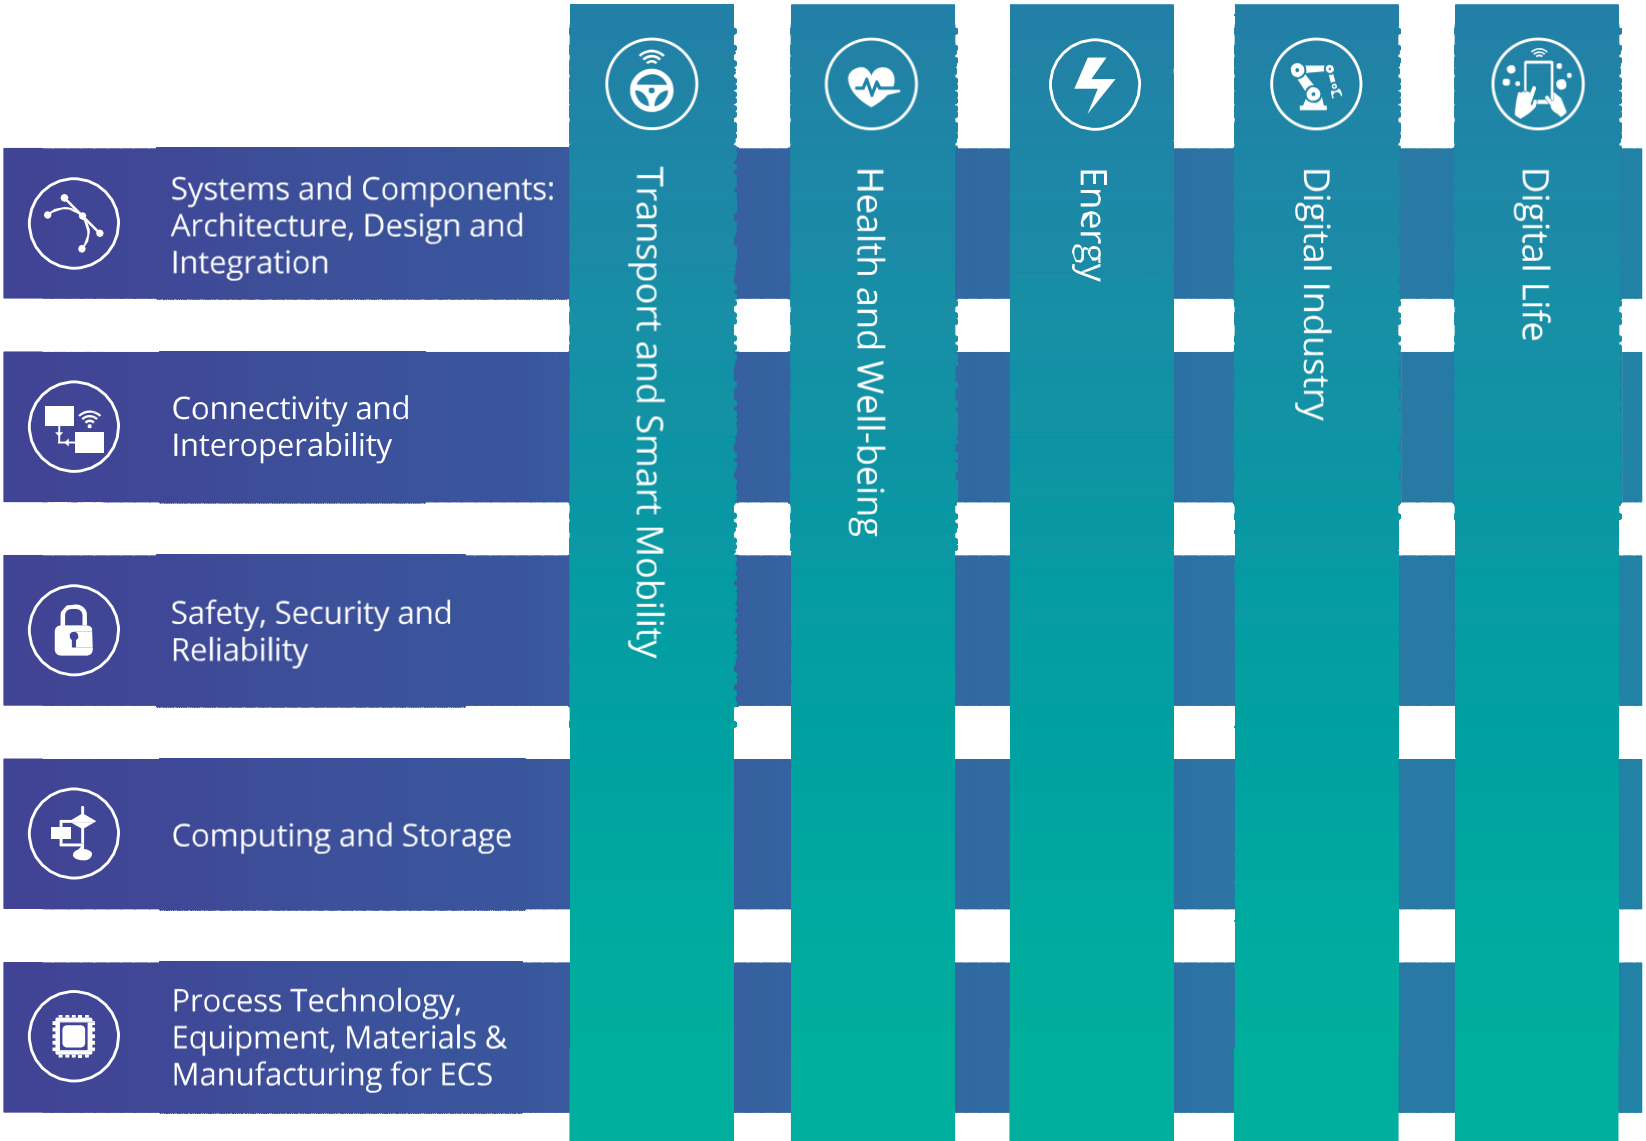 Transport and Smart Mobility
Health and Well-being
Energy
Digital Industry
Digital Life
Systems and Components:
Architecture, Design and
Integration
Connectivity and
Interoperability
Safety, Security and
Reliability
Computing and Storage
Process Technology,
Equipment, Materials &
Manufacturing for ECS